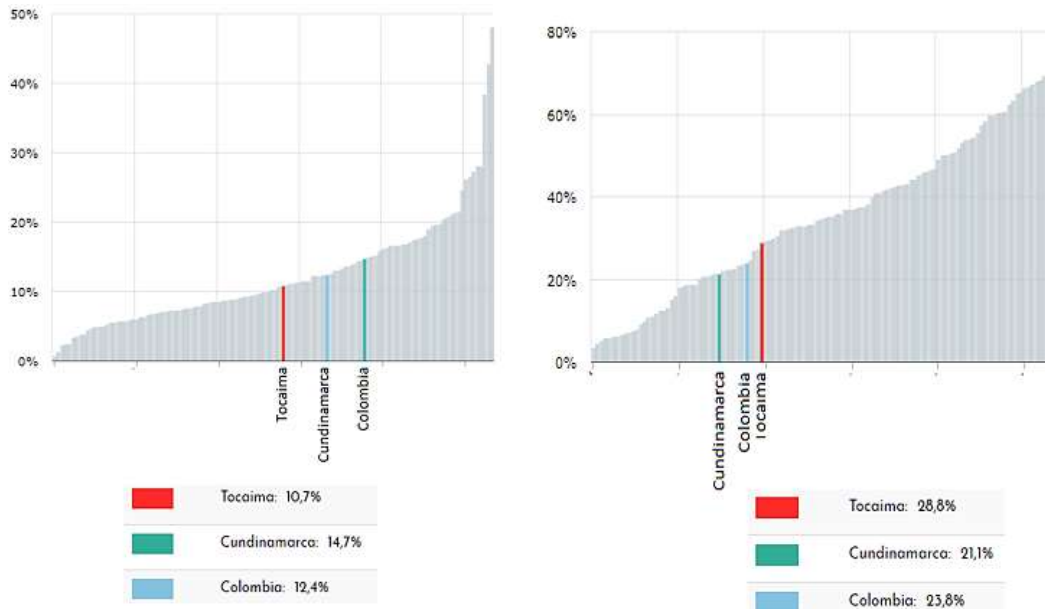 50%
40%
30%
20%
10%
0%
Tocaima
Cundinamarca
Colombia
Tocaima: 10,7%
Cundinamarca: 14,7%
Colombia: 12,4%
80%
60%
40%
20%
0%
Cundinamarca
Colombia
Tocaima
Tocaima: 28,8%
Cundinamarca: 21,1%
Colombia: 23,8%